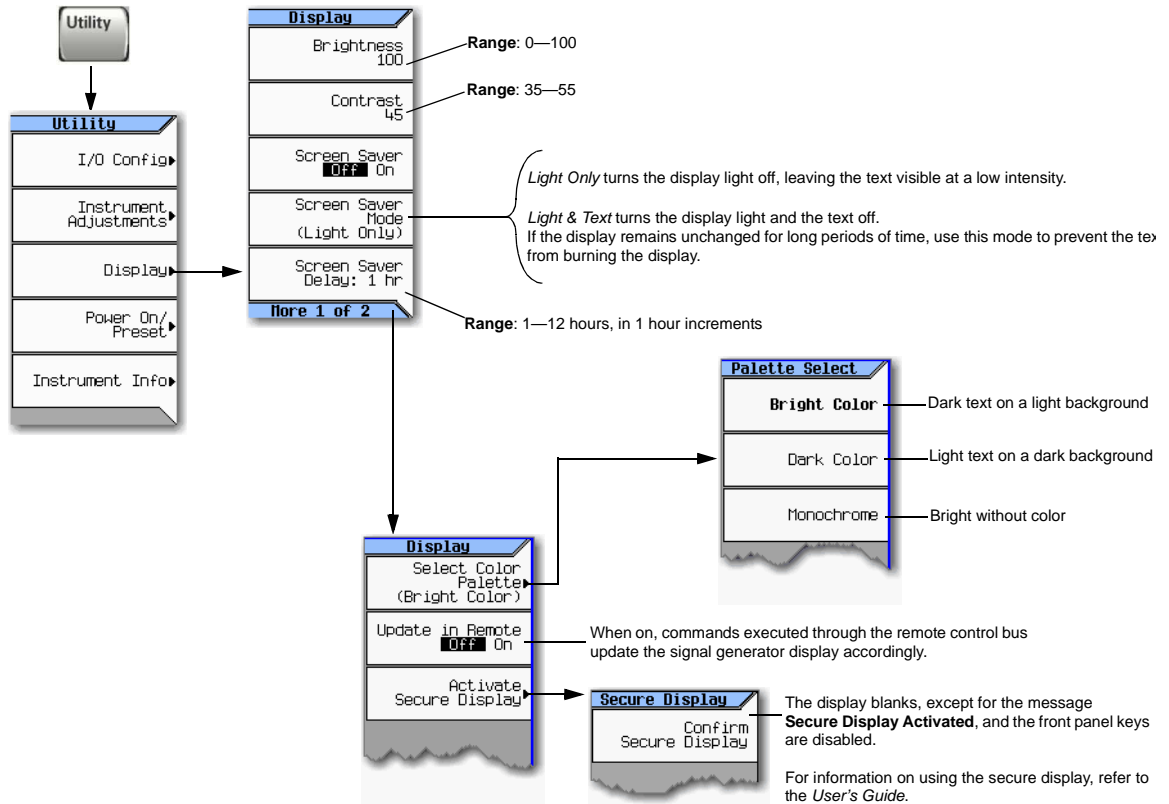 Utility
Utility
I/O Config
Instrument
Adjustments
Display
Power On/
Preset
Instrument Info
Display
Brightness
100
Contrast
45
Screen Saver
Off On
Screen Saver
Mode
(Light Only)
Screen Saver
Delay: 1 hr
More 1 of 2
Range: 0—100
Range: 35—55
Light Only turns the display light off, leaving the text visible at a low intensity.
Light & Text turns the display light and the text off.
If the display remains unchanged for long periods of time, use this mode to prevent the tex
from burning the display.
Range: 1—12 hours, in 1 hour increments
Palette Select
Bright Color
Dark text on a light background
Dark Color
Light text on a dark background
Monochrome
Bright without color
Display
Select Color
Palette
(Bright Color)
Update in Remote
Off On
When on, commands executed through the remote control bus
update the signal generator display accordingly.
Activate
Secure Display
Secure Display
Confirm
Secure Display
The display blanks, except for the message
Secure Display Activated, and the front panel keys
are disabled.
For information on using the secure display, refer to
the User's Guide.